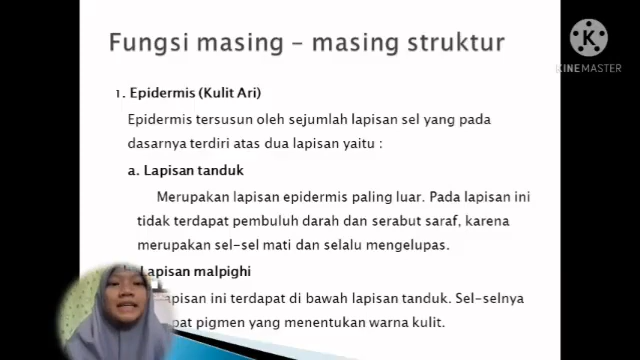 Fungsi masing – masing struktur
KINEMASTER
1. Epidermis (Kulit Ari)
Epidermis tersusun oleh sejumlah lapisan sel yang pada
dasarnya terdiri atas dua lapisan yaitu :
a. Lapisan tanduk
Merupakan lapisan epidermis paling luar. Pada lapisan ini
tidak terdapat pembuluh darah dan serabut saraf, karena
merupakan sel-sel mati dan selalu mengelupas.
Lapisan malpighi
ini terdapat di bawah lapisan tanduk. Sel-selnya
pigmen yang menentukan warna kulit.